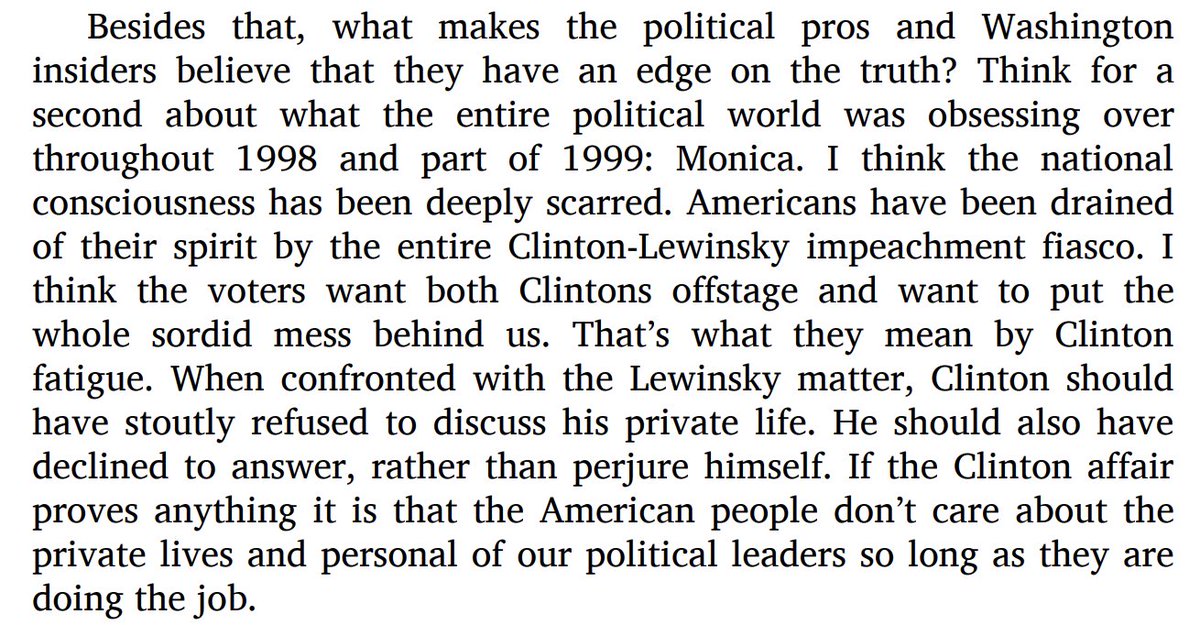 Besides that, what makes the political pros and Washington
insiders believe that they have an edge on the truth? Think for a
second about what the entire political world was obsessing over
throughout 1998 and part of 1999: Monica. I think the national
consciousness has been deeply scarred. Americans have been drained
of their spirit by the entire Clinton-Lewinsky impeachment fiasco. I
think the voters want both Clintons offstage and want to put the
whole sordid mess behind us. That’s what they mean by Clinton
fatigue. When confronted with the Lewinsky matter, Clinton should
have stoutly refused to discuss his private life. He should also have
declined to answer, rather than perjure himself. If the Clinton affair
proves anything it is that the American people don’t care about the
private lives and personal of our political leaders so long as they are
doing the job.